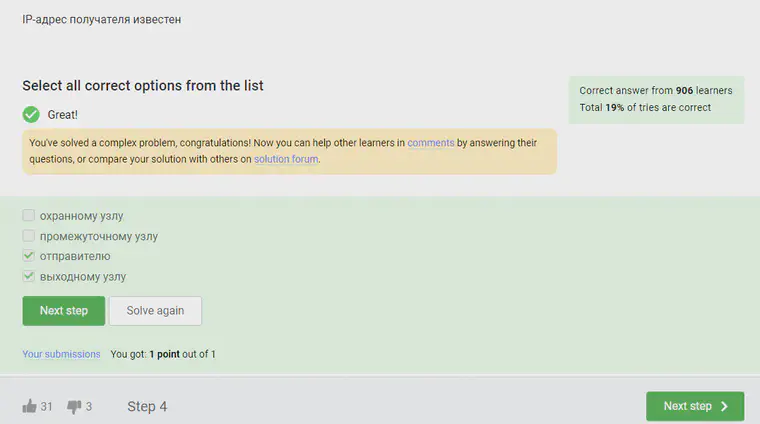 IP-адрес получателя известен
Select all correct options from the list
Correct answer from 906 learners
Total 19% of tries are correct
Great!
You've solved a complex problem, congratulations! Now you can help other learners in comments by answering their
questions, or compare your solution with others on solution forum.
охранному узлу
промежуточному узлу
отправителю
выходному узлу
Next step Solve again
Your submissions You got: 1 point out of 1
31 3 Step 4 Next step